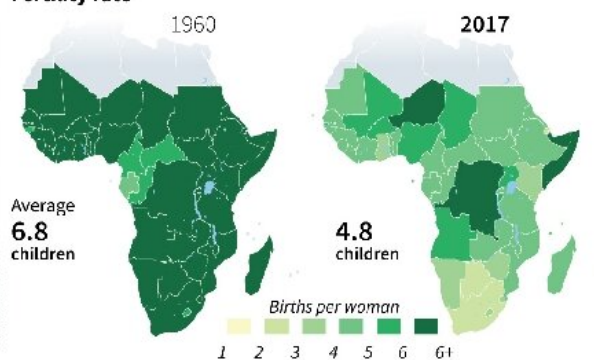 1960
2017
Average
6.8
children
4.8
children
Births per woman
1 2 3 4 5 6 6+